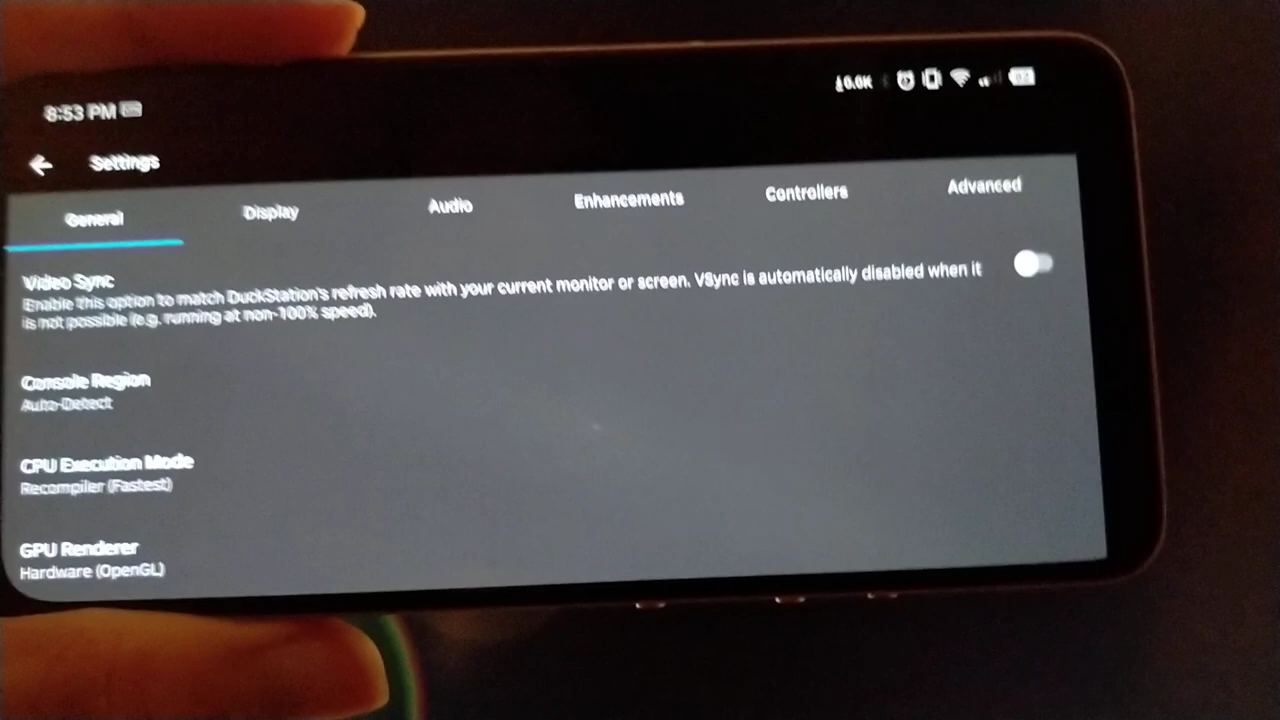 8:53 PM
0.0K
Settings
General Display Audio Enhancements Controllers Advanced
Video Sync
Enable this option to match DuckStation's refresh rate with your current monitor or screen. VSync is automatically disabled when it
is not possible (e.g. running at non-100% speed).
Console Region
Auto-Detect
CPU Execution Mode
Recompiler (Fastest)
GPU Renderer
Hardware (OpenGL)